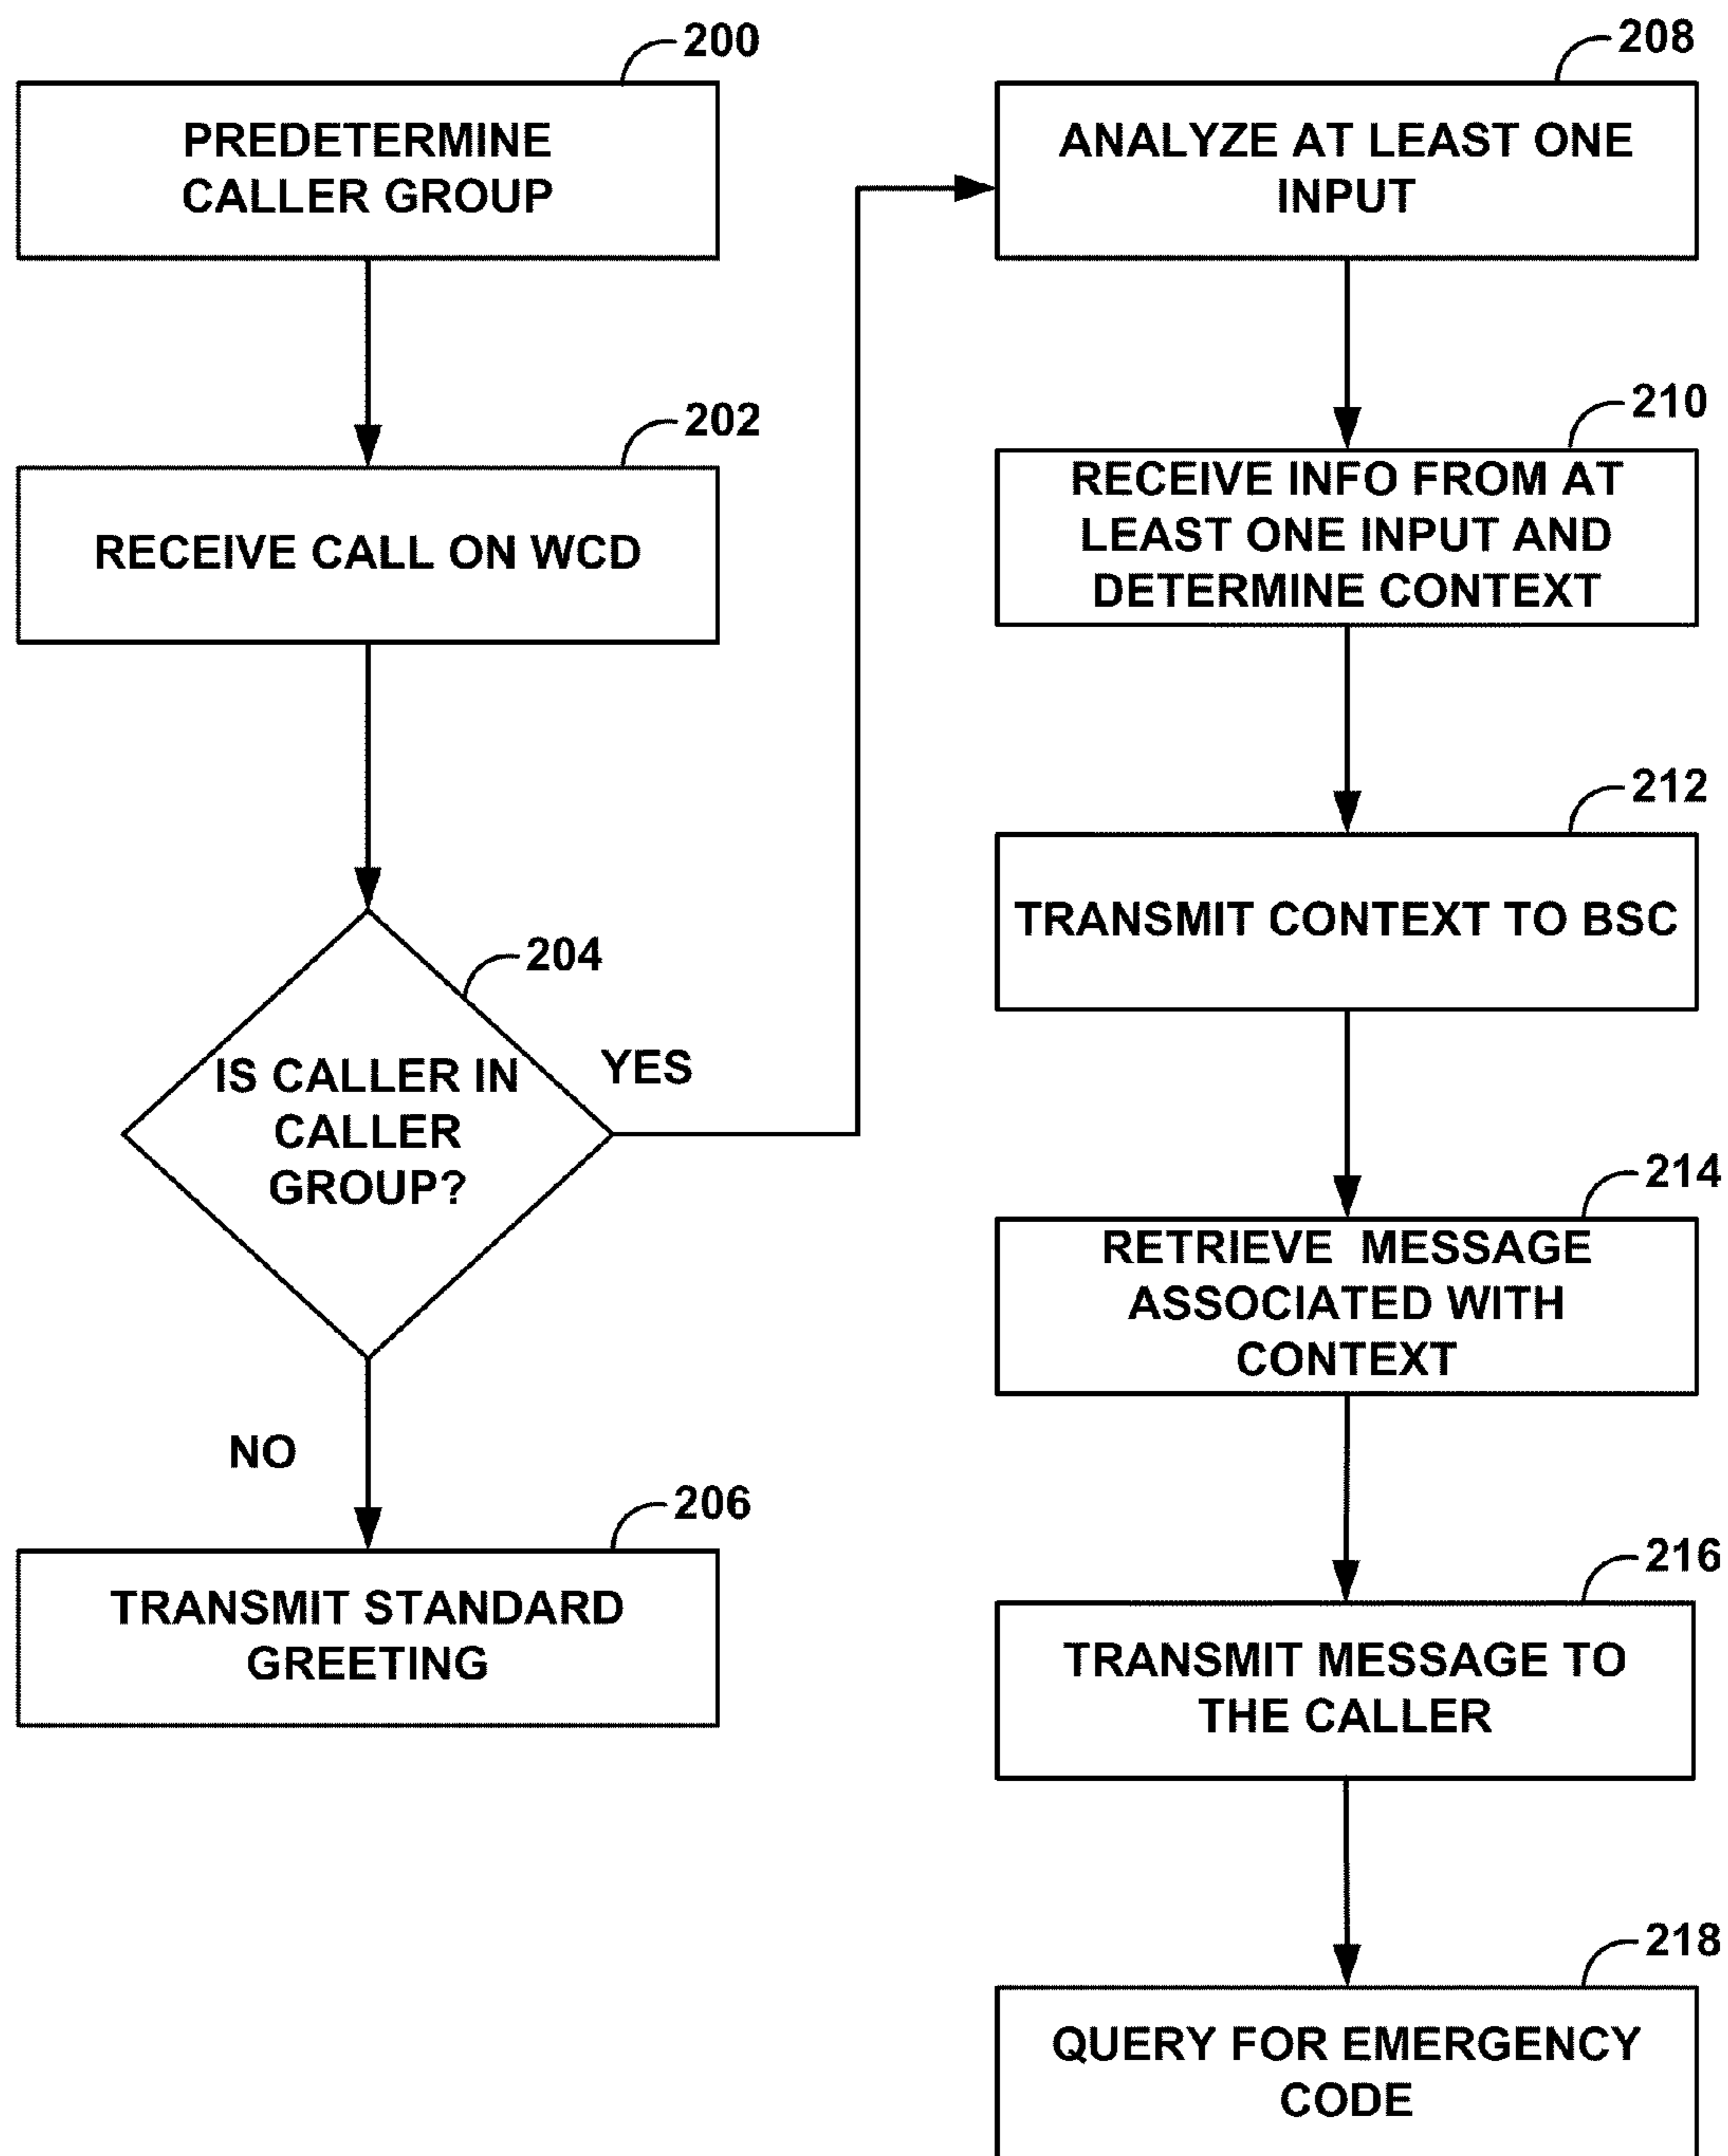 200
PREDETERMINE
CALLER GROUP
202
RECEIVE CALL ON WCD
204
IS CALLER IN
CALLER
GROUP?
YES
NO
206
TRANSMIT STANDARD
GREETING
208
ANALYZE AT LEAST ONE
INPUT
210
RECEIVE INFO FROM AT
LEAST ONE INPUT AND
DETERMINE CONTEXT
212
TRANSMIT CONTEXT TO BSC
214
RETRIEVE MESSAGE
ASSOCIATED WITH
CONTEXT
216
TRANSMIT MESSAGE TO
THE CALLER
218
QUERY FOR EMERGENCY
CODE